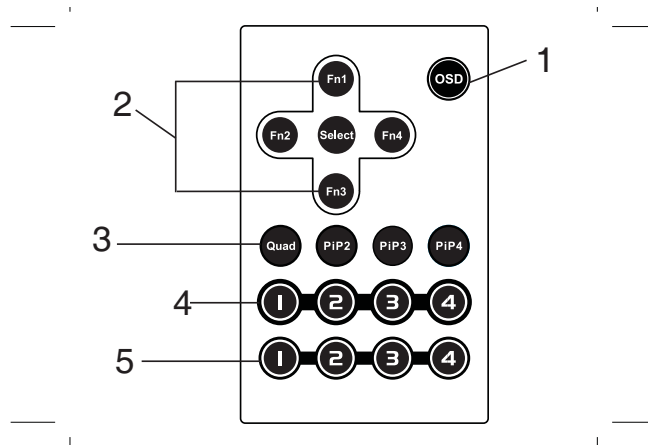 1
OSD
Fn1
2
Fn2 Select Fn4
Fn3
3 Quad PiP2 PiP3 PiP4
4 1 2 3 4
5 1 2 3 4